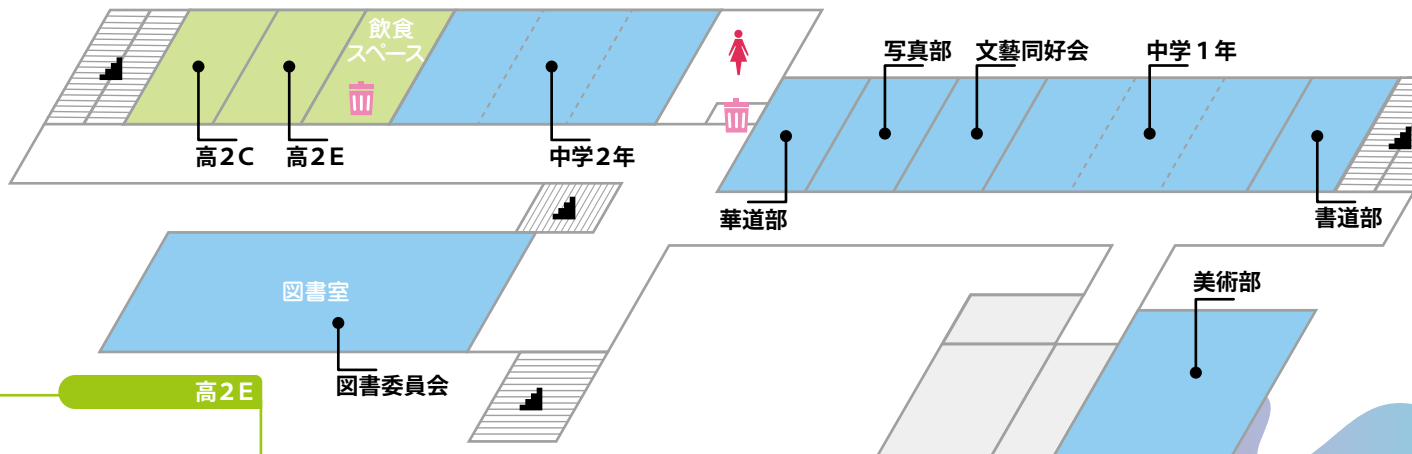 飲食
スペース
写真部
文藝同好会
中学1年
高2C
高2E
中学2年
華道部
書道部
図書室
美術部
図書委員会
高2E